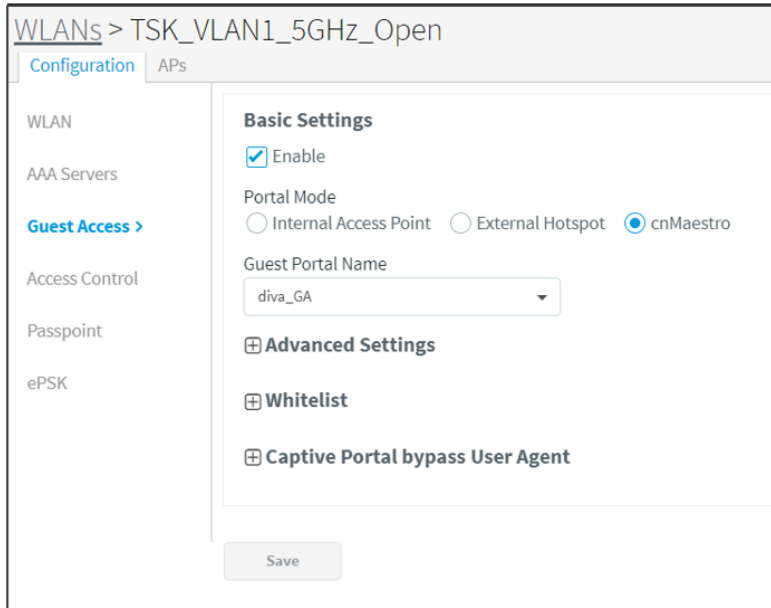 WLANs > TSK_VLAN1_5GHz_Open
Configuration APs
WLAN
AAA Servers
Guest Access >
Access Control
Passpoint
ePSK
Basic Settings
Enable
Portal Mode
Internal Access Point External Hotspot cnMaestro
Guest Portal Name
diva_GA
Advanced Settings
Whitelist
Captive Portal bypass User Agent
Save